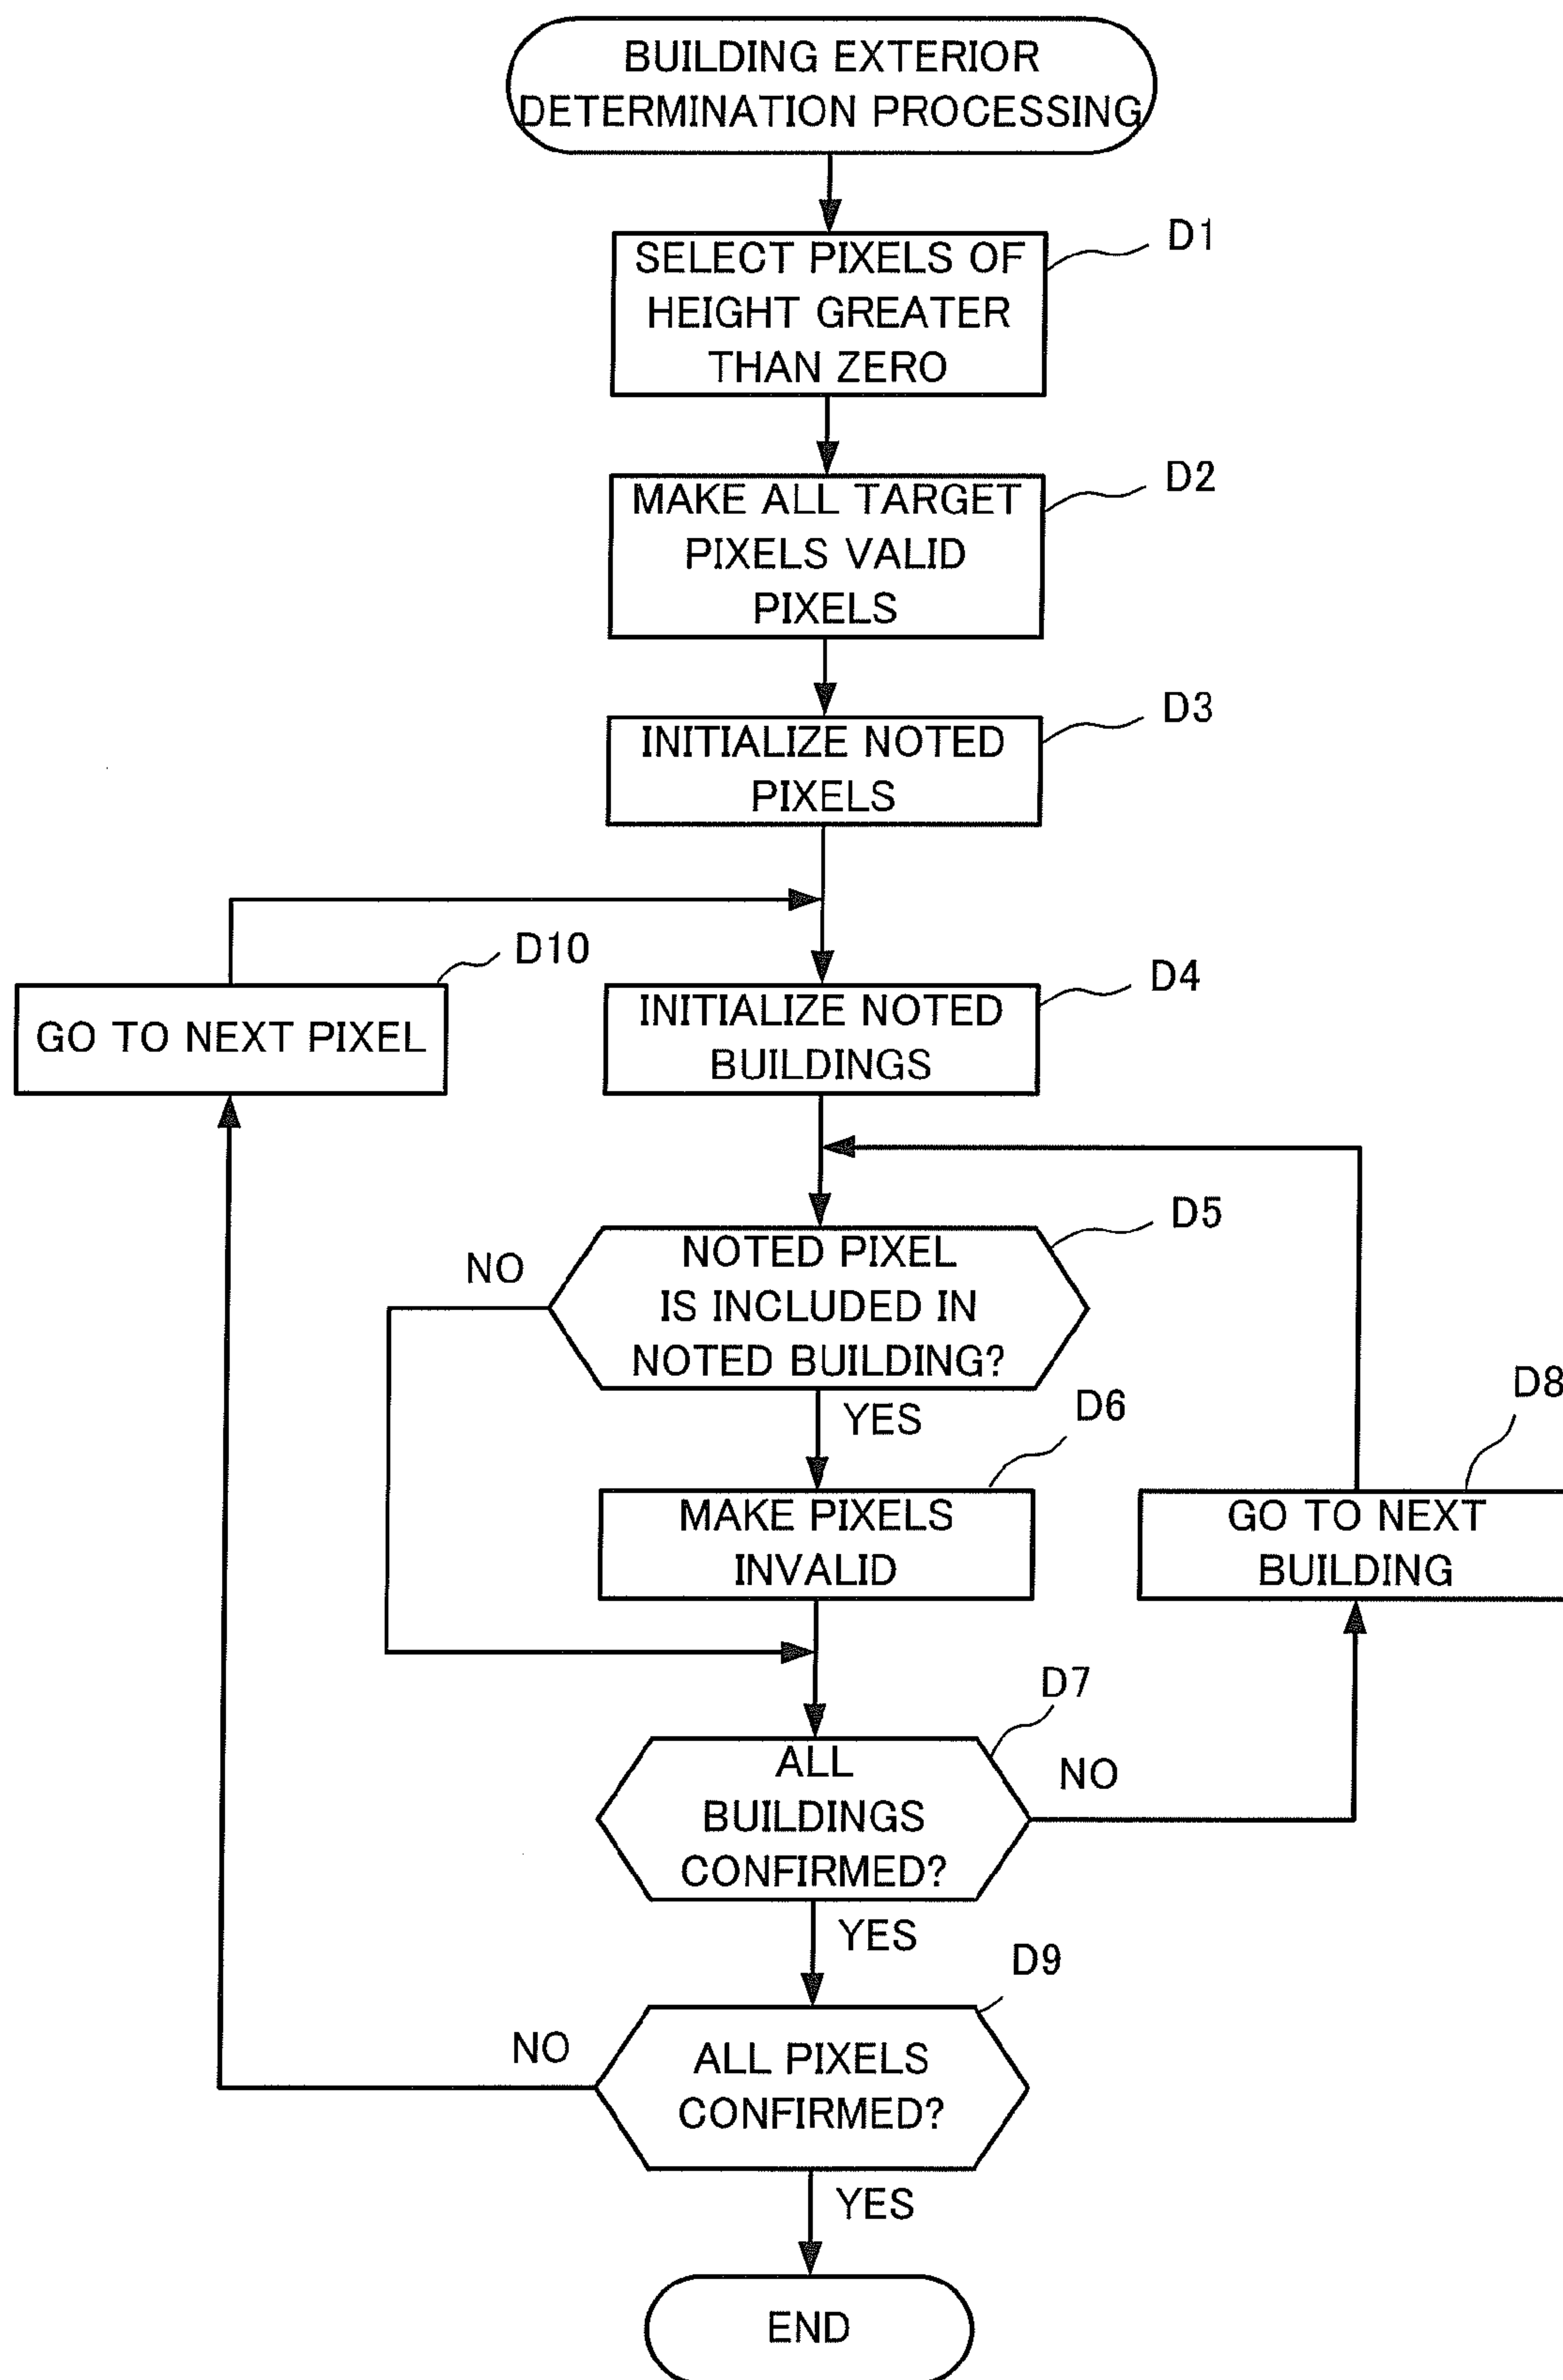 BUILDING EXTERIOR
DETERMINATION PROCESSING
D1
SELECT PIXELS OF
HEIGHT GREATER
THAN ZERO
D2
MAKE ALL TARGET
PIXELS VALID
PIXELS
D3
INITIALIZE NOTED
PIXELS
D10
GO TO NEXT PIXEL
D4
INITIALIZE NOTED
BUILDINGS
D5
NO
NOTED PIXEL
IS INCLUDED IN
NOTED BUILDING?
YES
D6
MAKE PIXELS
INVALID
D8
GO TO NEXT
BUILDING
D7
ALL
BUILDINGS
CONFIRMED?
NO
YES
D9
NO
ALL PIXELS
CONFIRMED?
YES
END